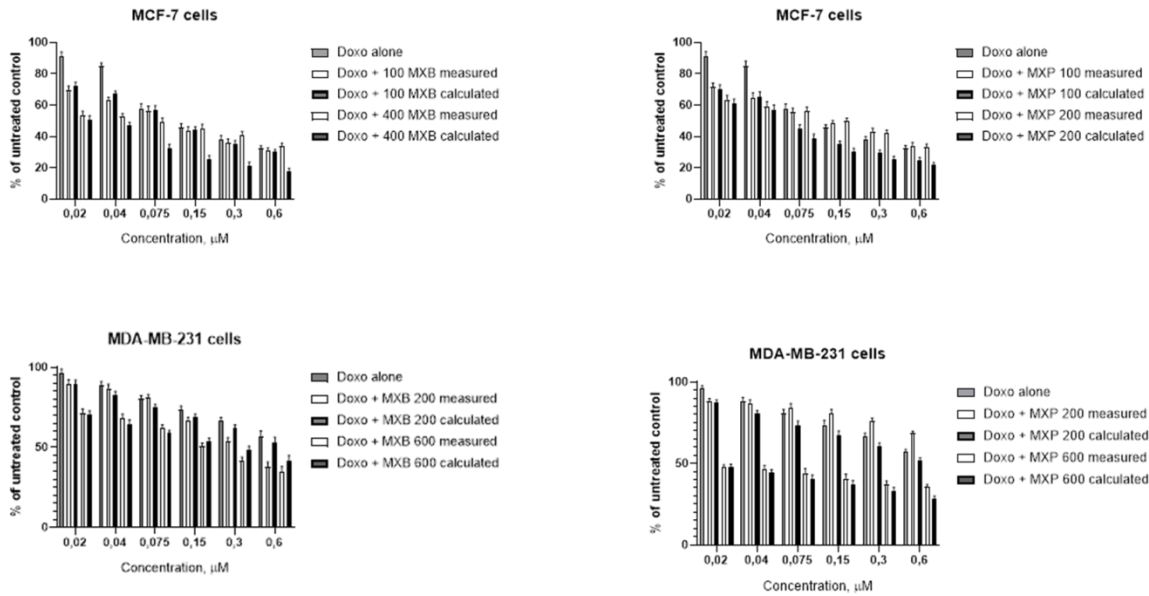 MCF-7 cells
% of untreated control
100
80
60
40
20
0
0,02 0,04 0,075 0,15 0,3 0,6
Concentration, μM
Doxo alone
Doxo + 100 MXB measured
Doxo + 100 MXB calculated
Doxo + 400 MXB measured
Doxo + 400 MXB calculated
MCF-7 cells
% of untreated control
100
80
60
40
20
0
0,02 0,04 0,075 0,15 0,3 0,6
Concentration, μM
Doxo alone
Doxo + MXP 100 measured
Doxo + MXP 100 calculated
Doxo + MXP 200 measured
Doxo + MXP 200 calculated
MDA-MB-231 cells
% of untreated control
100
50
0
0,02 0,04 0,075 0,15 0,3 0,6
Concentration, μM
Doxo alone
Doxo + MXB 200 measured
Doxo + MXB 200 calculated
Doxo + MXB 600 measured
Doxo + MXB 600 calculated
MDA-MB-231 cells
% of untreated control
100
50
0
0,02 0,04 0,075 0,15 0,3 0,6
Concentration, μM
Doxo alone
Doxo + MXP 200 measured
Doxo + MXP 200 calculated
Doxo + MXP 600 measured
Doxo + MXP 600 calculated